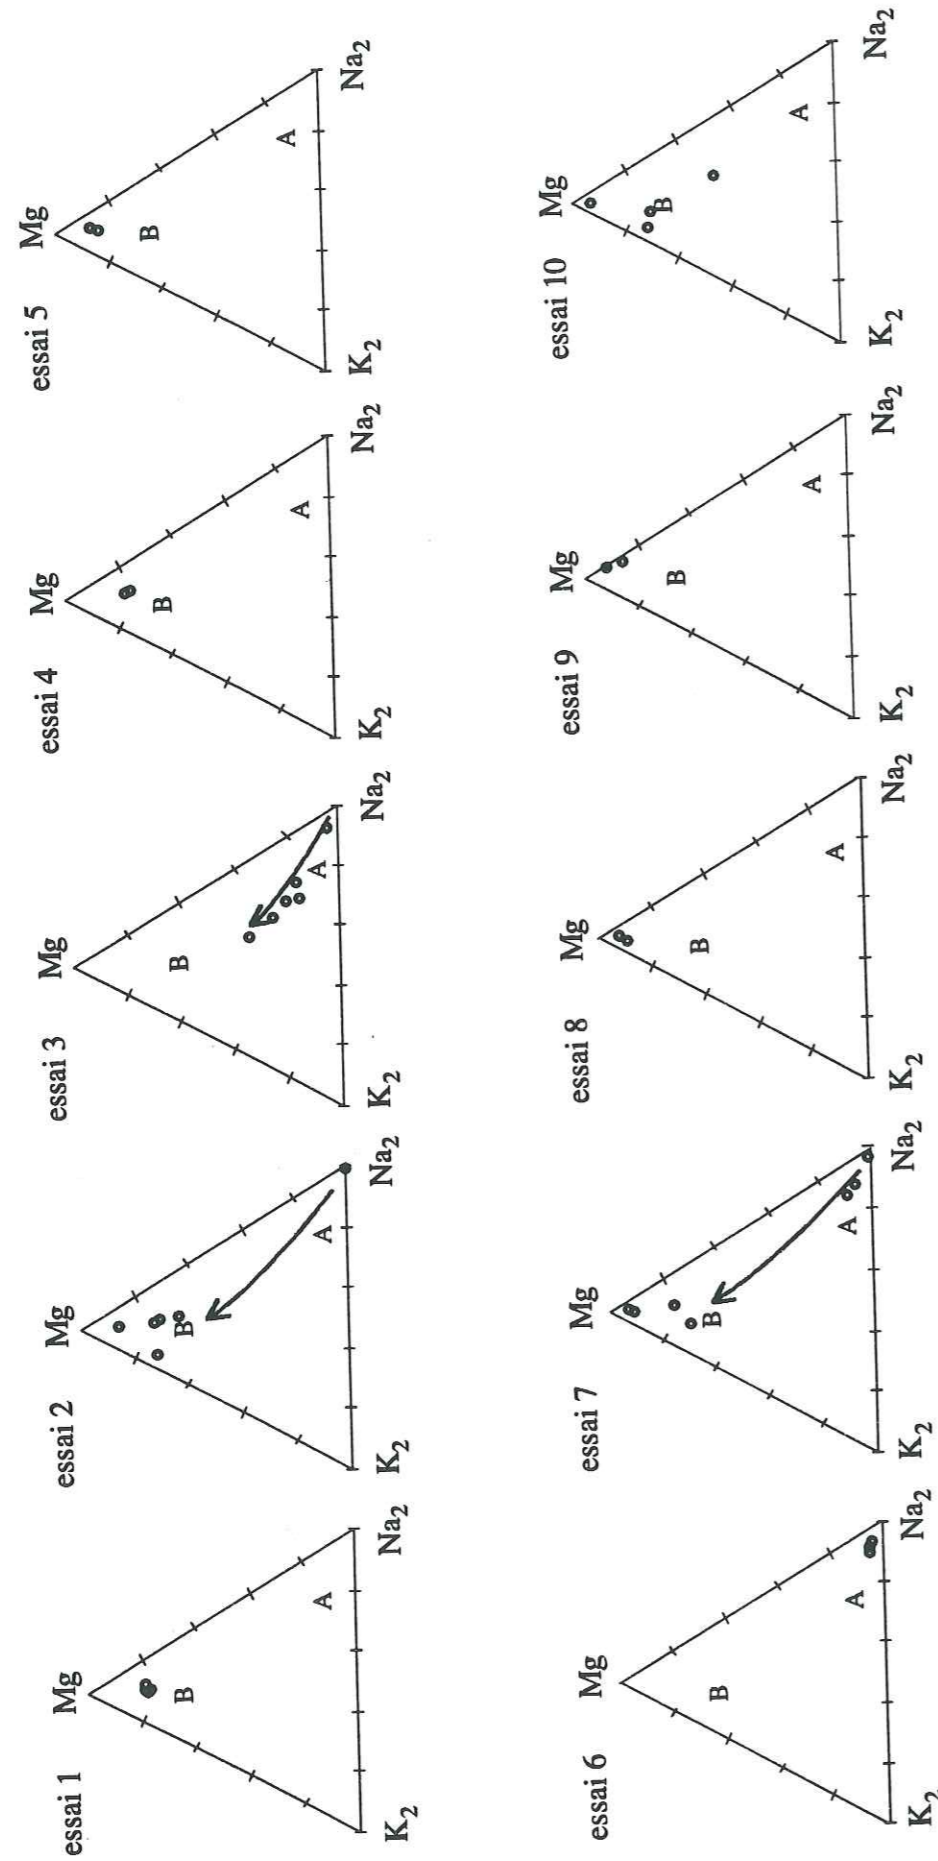 essai 1
Mg
B
A
K2
Na2
essai 2
Mg
B
A
K2
Na2
essai 3
Mg
B
A
K2
Na2
essai 4
Mg
B
A
K2
Na2
essai 5
Mg
B
A
K2
Na2
essai 6
Mg
B
A
K2
Na2
essai 7
Mg
B
A
K2
Na2
essai 8
Mg
B
A
K2
Na2
essai 9
Mg
B
A
K2
Na2
essai 10
Mg
B
A
K2
Na2